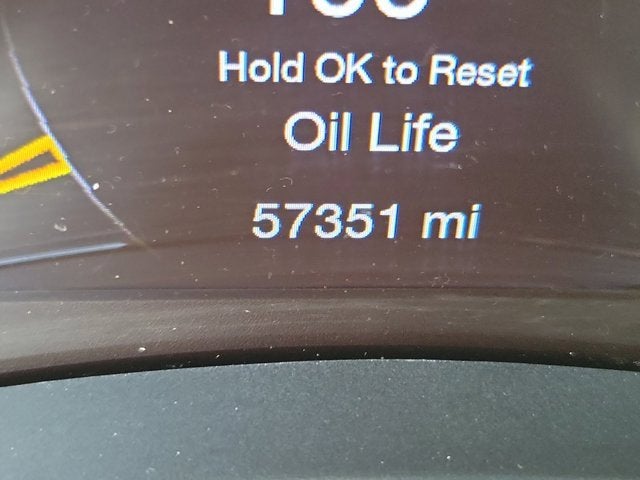 Hold OK to Reset
Oil Life
57351 mi